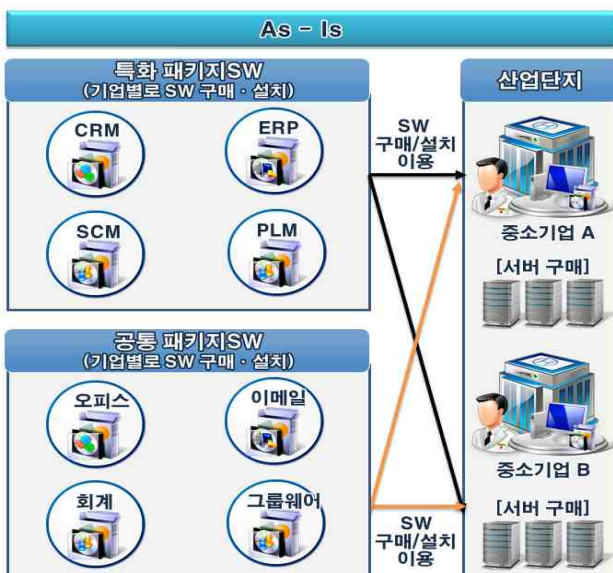 As - Is
특화 패키지SW
(기업별로 SW 구매 · 설치)
CRM
ERP
SCM
PLM
공통 패키지SW
(기업별로 SW 구매 · 설치)
오피스
이메일
회계
그룹웨어
SW
구매/설치
이용
SW
구매/설치
이용
산업단지
중소기업 A
[서버 구매]
중소기업 B
[서버 구매]